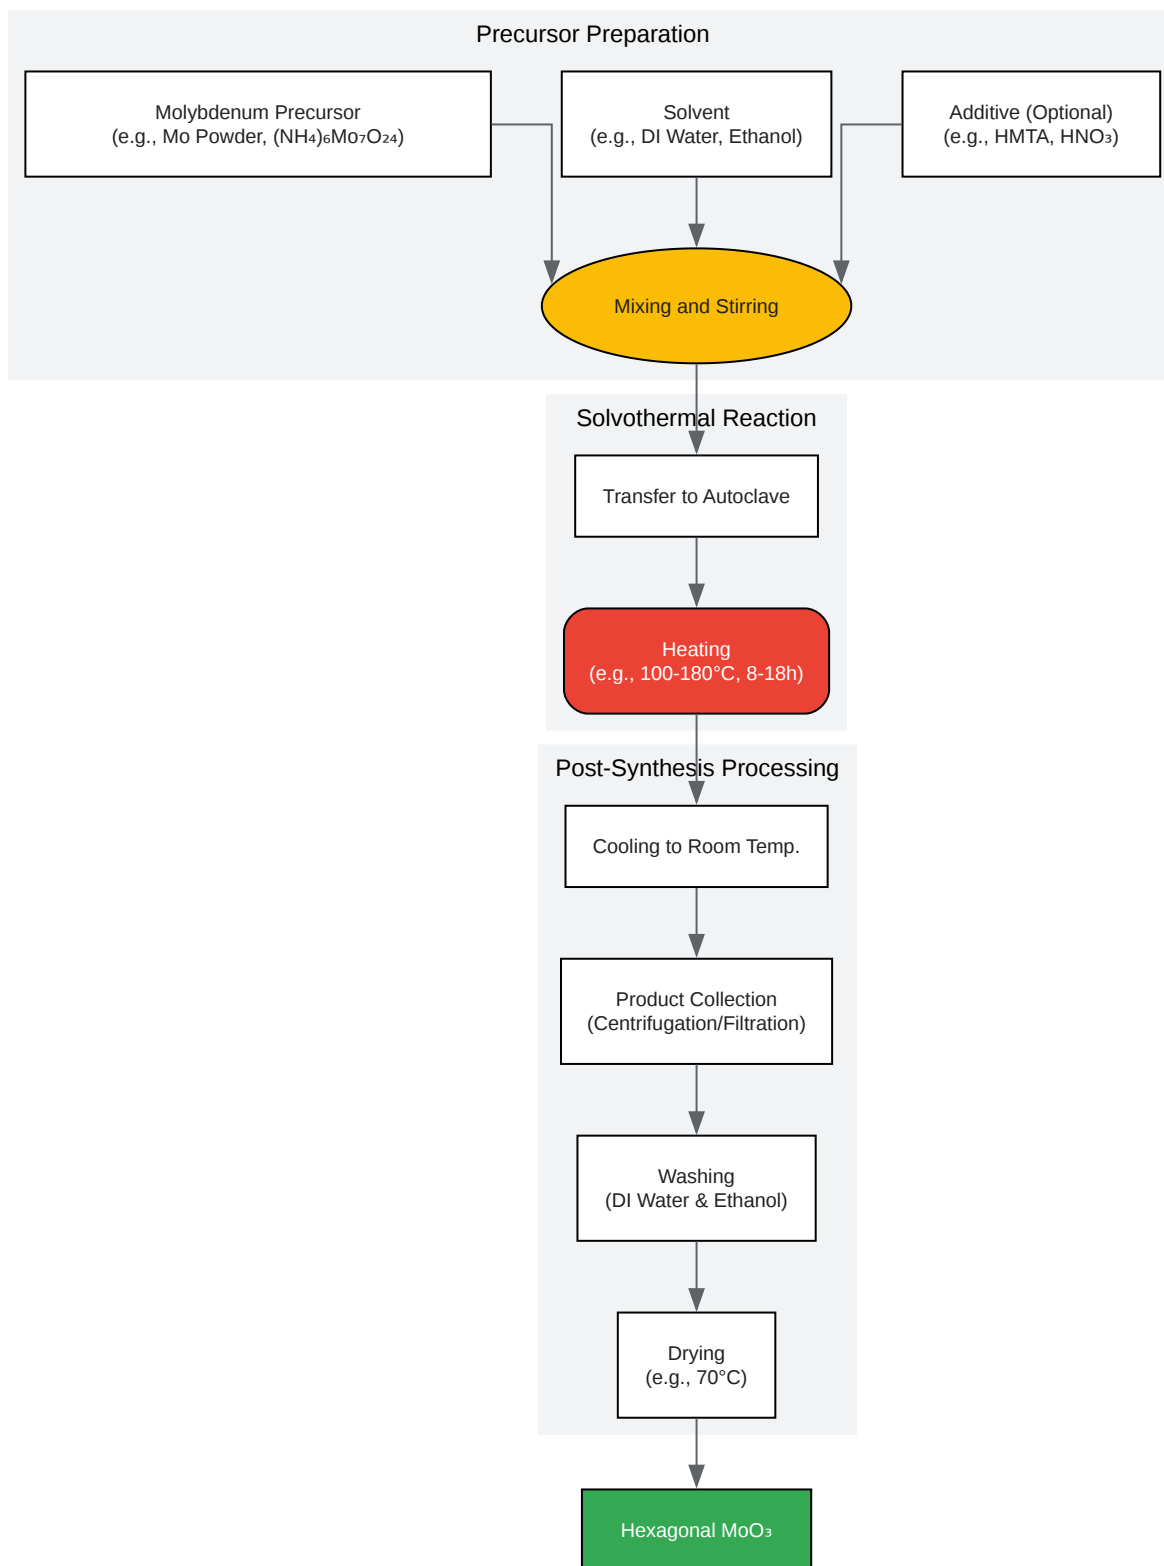 Precursor Preparation
Molybdenum Precursor
(e.g., Mo Powder, (NH₄)₆Mo₇O₂₄)
Solvent
(e.g., DI Water, Ethanol)
Additive (Optional)
(e.g., HMTA, HNO₃)
Mixing and Stirring
Solvothermal Reaction
Transfer to Autoclave
Heating
(e.g., 100-180°C, 8-18h)
Post-Synthesis Processing
Cooling to Room Temp.
Product Collection
(Centrifugation/Filtration)
Washing
(DI Water & Ethanol)
Drying
(e.g., 70°C)
Hexagonal MoO₃